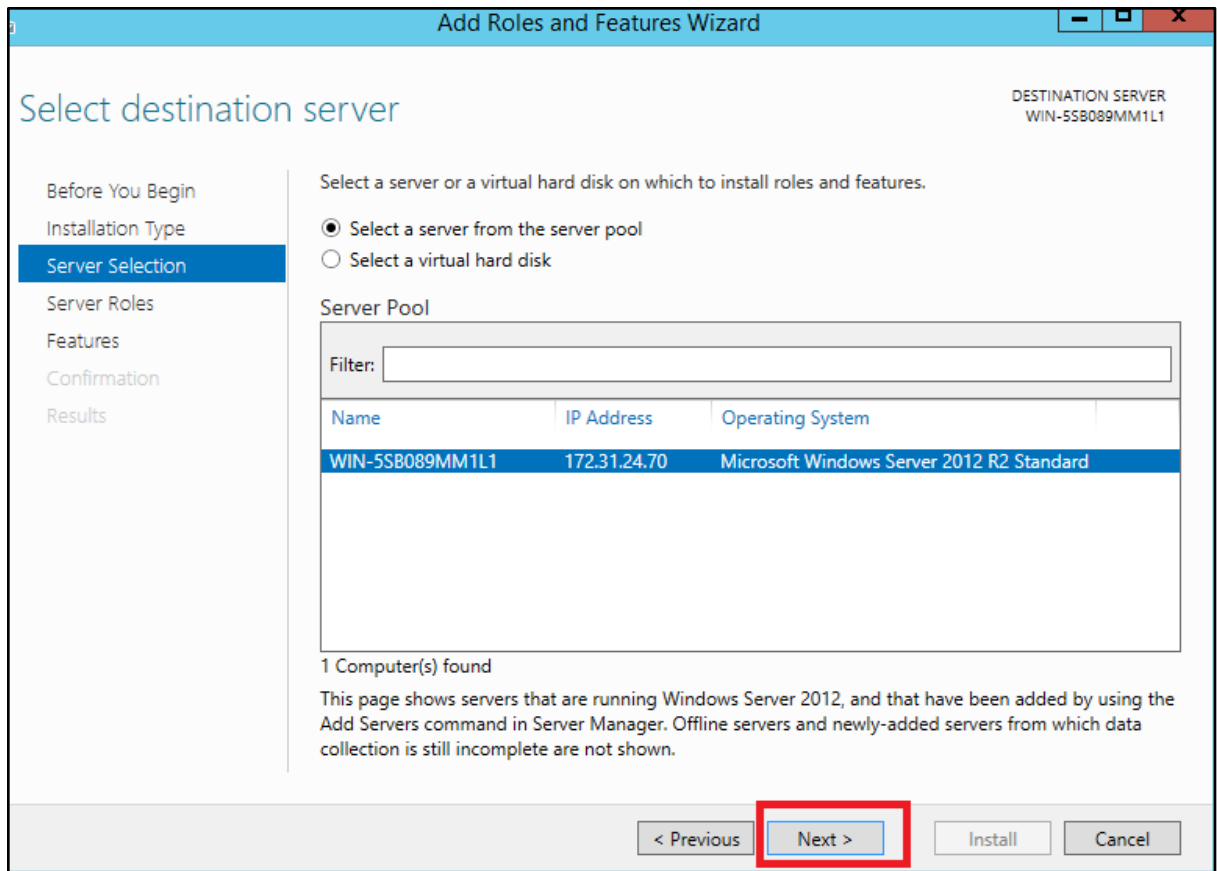 Add Roles and Features Wizard
Select destination server
DESTINATION SERVER
WIN-5SB089MM1L1
Before You Begin
Installation Type
Server Selection
Server Roles
Features
Confirmation
Results
Select a server or a virtual hard disk on which to install roles and features.
Select a server from the server pool
Select a virtual hard disk
Server Pool
Filter:
Name IP Address Operating System
WIN-5SB089MM1L1 172.31.24.70 Microsoft Windows Server 2012 R2 Standard
1 Computer(s) found
This page shows servers that are running Windows Server 2012, and that have been added by using the
Add Servers command in Server Manager. Offline servers and newly-added servers from which data
collection is still incomplete are not shown.
< Previous Next > Install Cancel